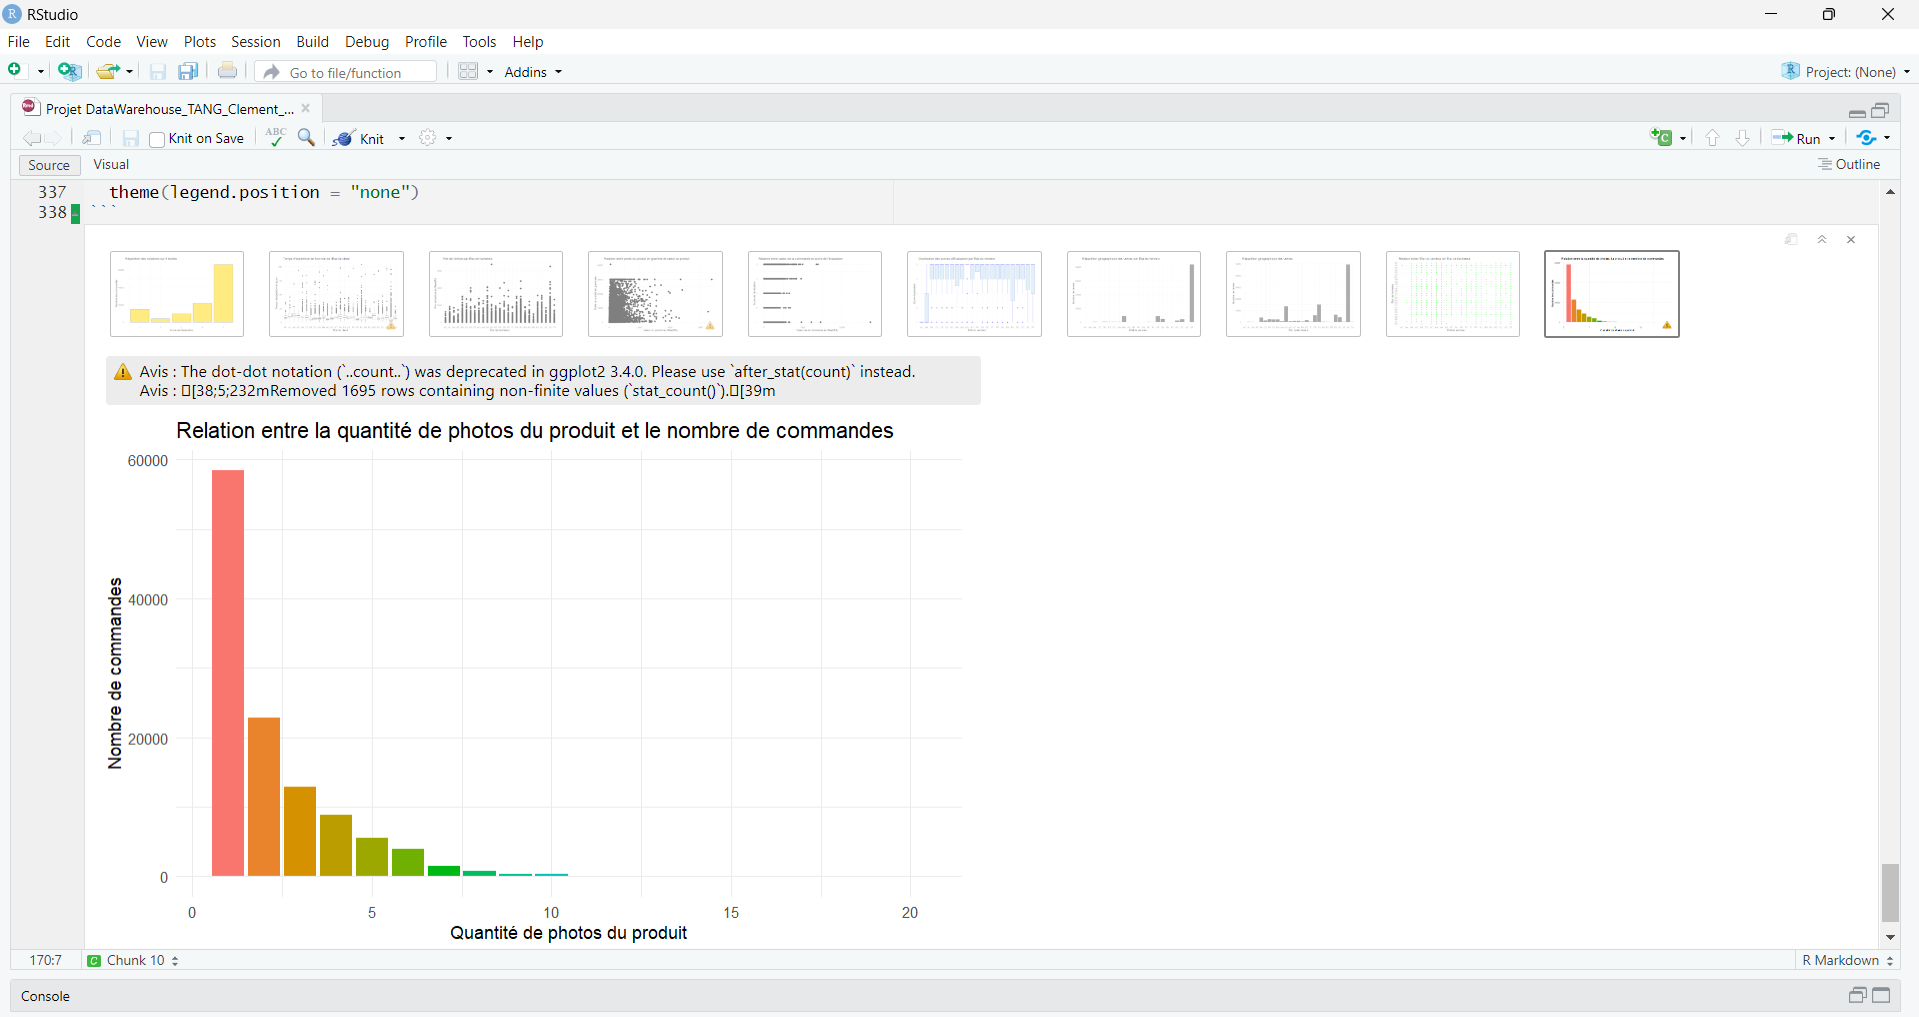 RStudio
File Edit Code View Plots Session Build Debug Profile Tools Help
Go to file/function Addins Project: (None)
Projet DataWarehouse_TANG_Clement_...
Knit on Save ABC Knit Run
Source Visual Outline
337 theme(legend.position = "none")
338 ```
Avis : The dot-dot notation (`..count..`) was deprecated in ggplot2 3.4.0. Please use `after_stat(count)` instead.
Avis : [38;5;232mRemoved 1695 rows containing non-finite values (`stat_count()`).[39m
Relation entre la quantité de photos du produit et le nombre de commandes
60000
40000
20000
0
Nombre de commandes
0 5 10 15 20
Quantité de photos du produit
170:7 C Chunk 10 R Markdown
Console